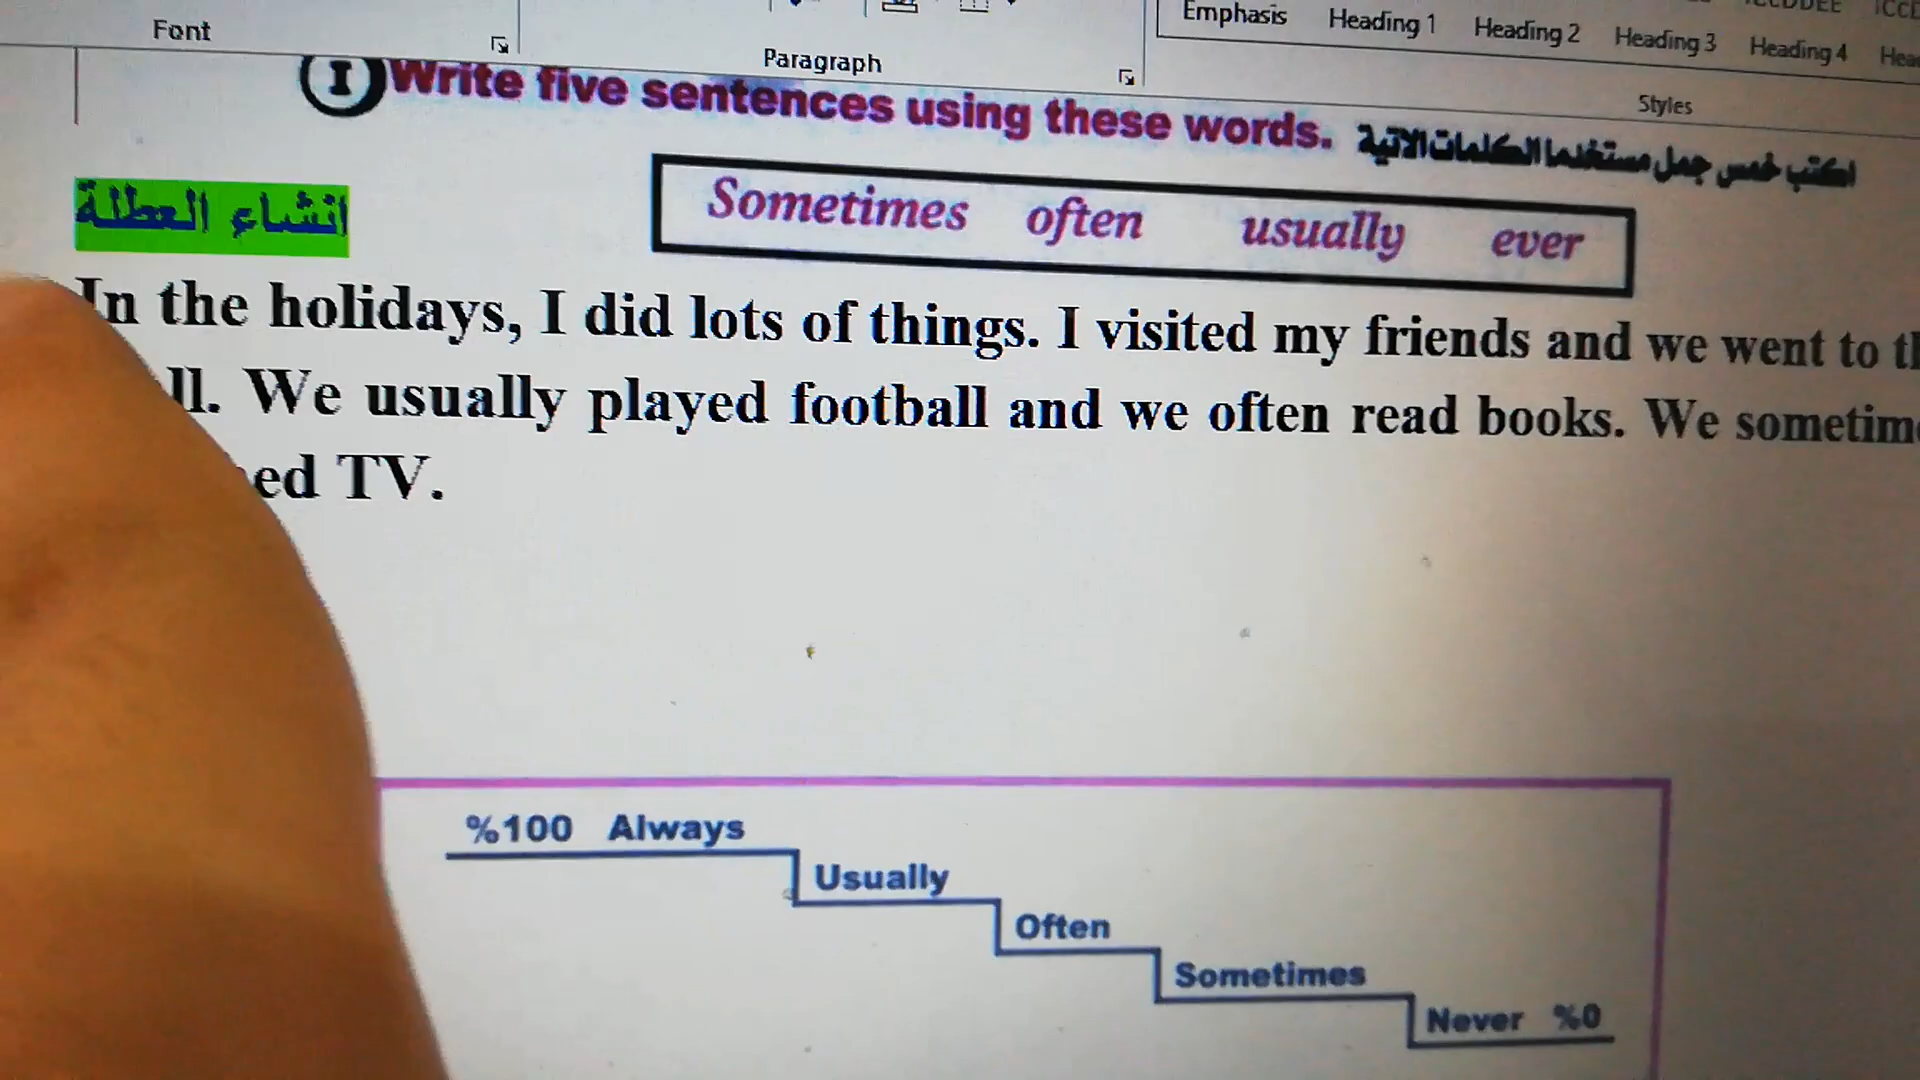 Emphasis Heading 1 Heading 2 Heading 3 Heading 4
Font
Paragraph
Styles
I Write five sentences using these words. اكتب خمس جمل مستخدما الكلمات الاتية
انشاء العطلة
Sometimes often usually ever
In the holidays, I did lots of things. I visited my friends and we went to
ll. We usually played football and we often read books. We sometim
ed TV.
%100 Always
Usually
Often
Sometimes
Never %0